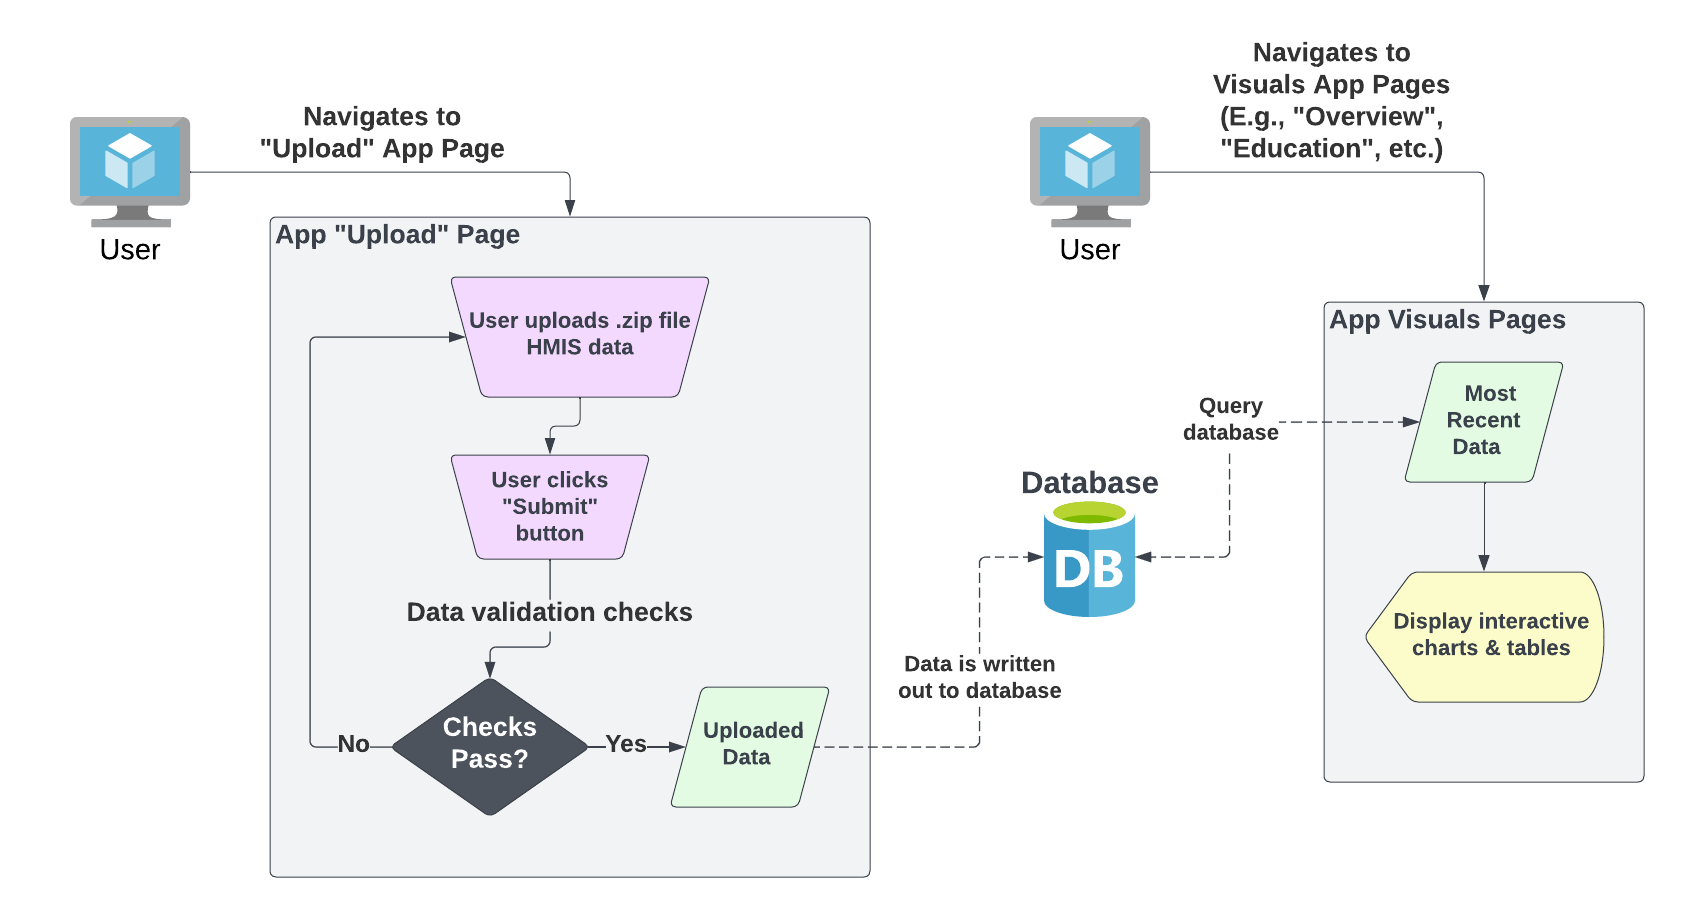 Navigates to
"Upload" App Page
User
App "Upload" Page
User uploads .zip file
HMIS data
User clicks
"Submit"
button
Data validation checks
Checks
Pass?
No
Yes
Uploaded
Data
Data is written
out to database
Database
DB
Query
database
Navigates to
Visuals App Pages
(E.g., "Overview",
"Education", etc.)
User
App Visuals Pages
Most
Recent
Data
Display interactive
charts & tables